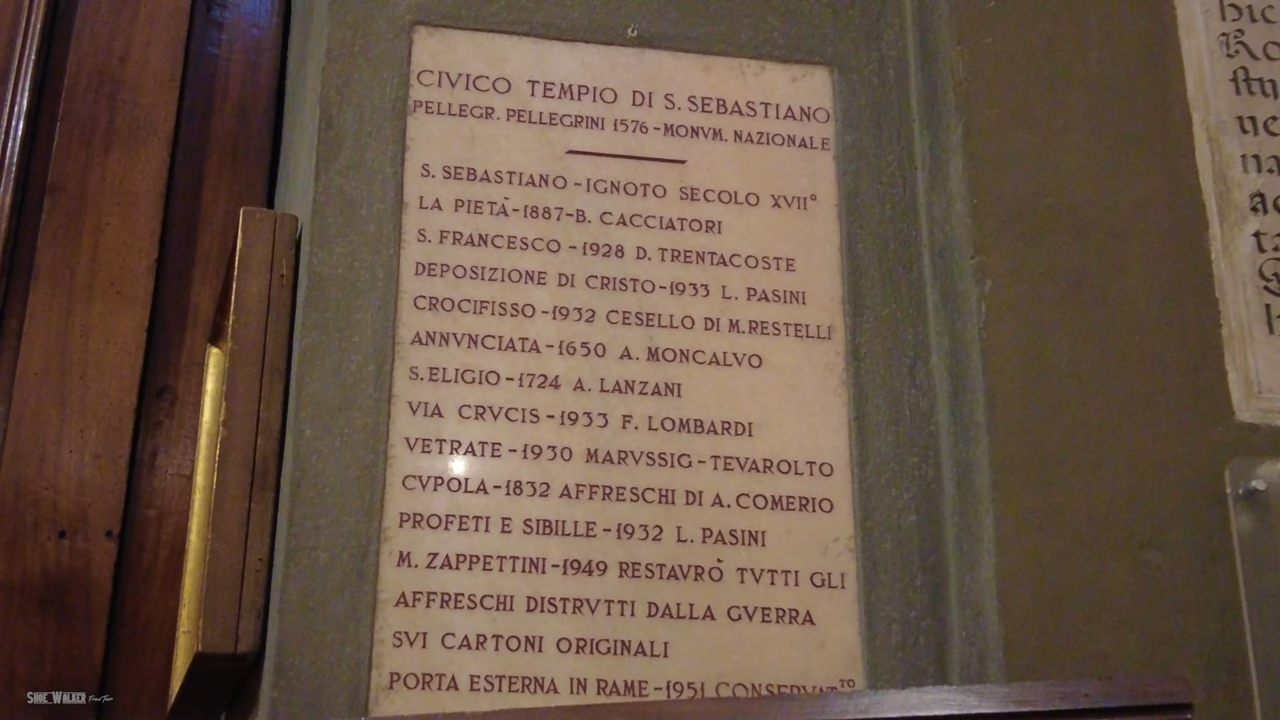 CIVICO TEMPIO DI S. SEBASTIANO
PELLEGR. PELLEGRINI 1576 - MONVM. NAZIONALE
S. SEBASTIANO - IGNOTO SECOLO XVII°
LA PIETÀ - 1887 - B. CACCIATORI
S. FRANCESCO - 1928 D. TRENTACOSTE
DEPOSIZIONE DI CRISTO - 1933 L. PASINI
CROCIFISSO - 1932 CESELLO DI M. RESTELLI
ANNVNCIATA - 1650 A. MONCALVO
S. ELIGIO - 1724 A. LANZANI
VIA CRVCIS - 1933 F. LOMBARDI
VETRATE - 1930 MARVSSIG - TEVAROLTO
CVPOLA - 1832 AFFRESCHI DI A. COMERIO
PROFETI E SIBILLE - 1932 L. PASINI
M. ZAPPETTINI - 1949 RESTAVRÒ TVTTI GLI
AFFRESCHI DISTRVTTI DALLA GVERRA
SVI CARTONI ORIGINALI
PORTA ESTERNA IN RAME - 1951 CONSERVATTO
hic
SHOE WALKER